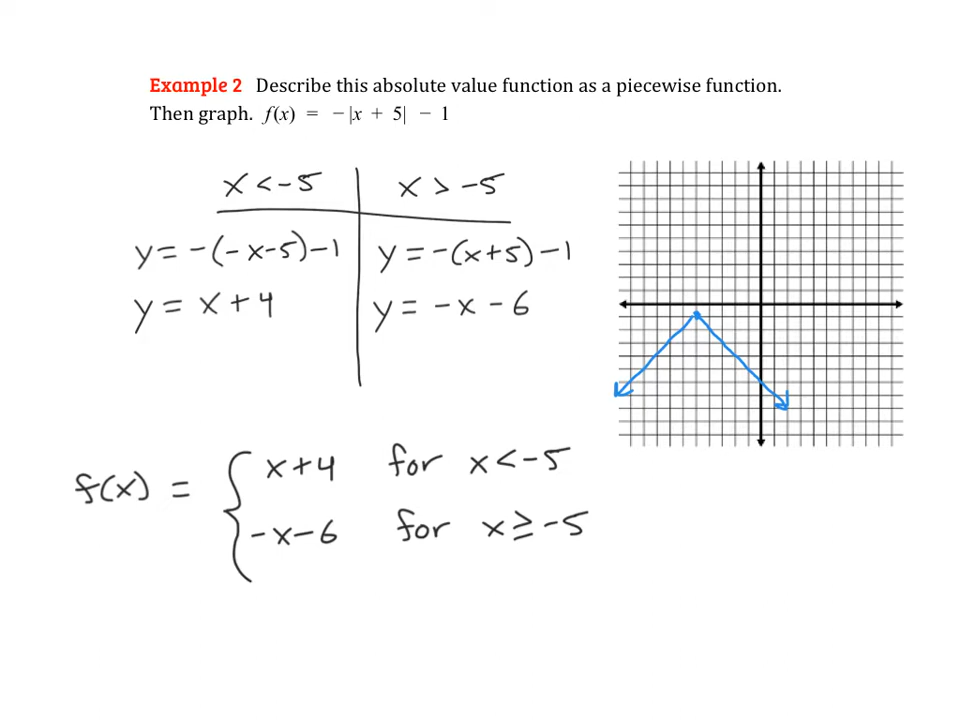 Example 2 Describe this absolute value function as a piecewise function.
Then graph. f(x) = −|x + 5| − 1
x < -5 x > -5
y = -(-x-5)-1 y = -(x+5)-1
y = x + 4 y = -x - 6
f(x) = { x+4 for x < -5
-x-6 for x ≥ -5